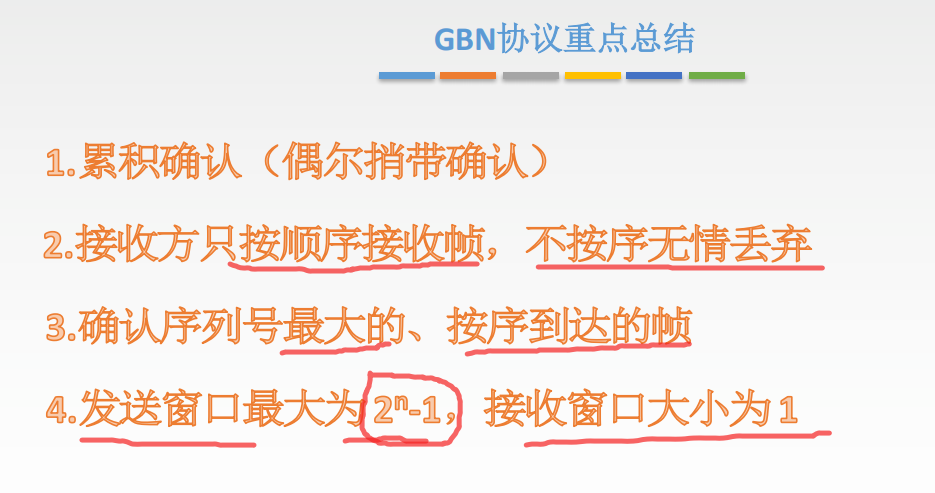 GBN协议重点总结
1.累积确认（偶尔捎带确认）
2.接收方只按顺序接收帧，不按序无情丢弃
3.确认序列号最大的、按序到达的帧
4.发送窗口最大为2ⁿ-1，接收窗口大小为1